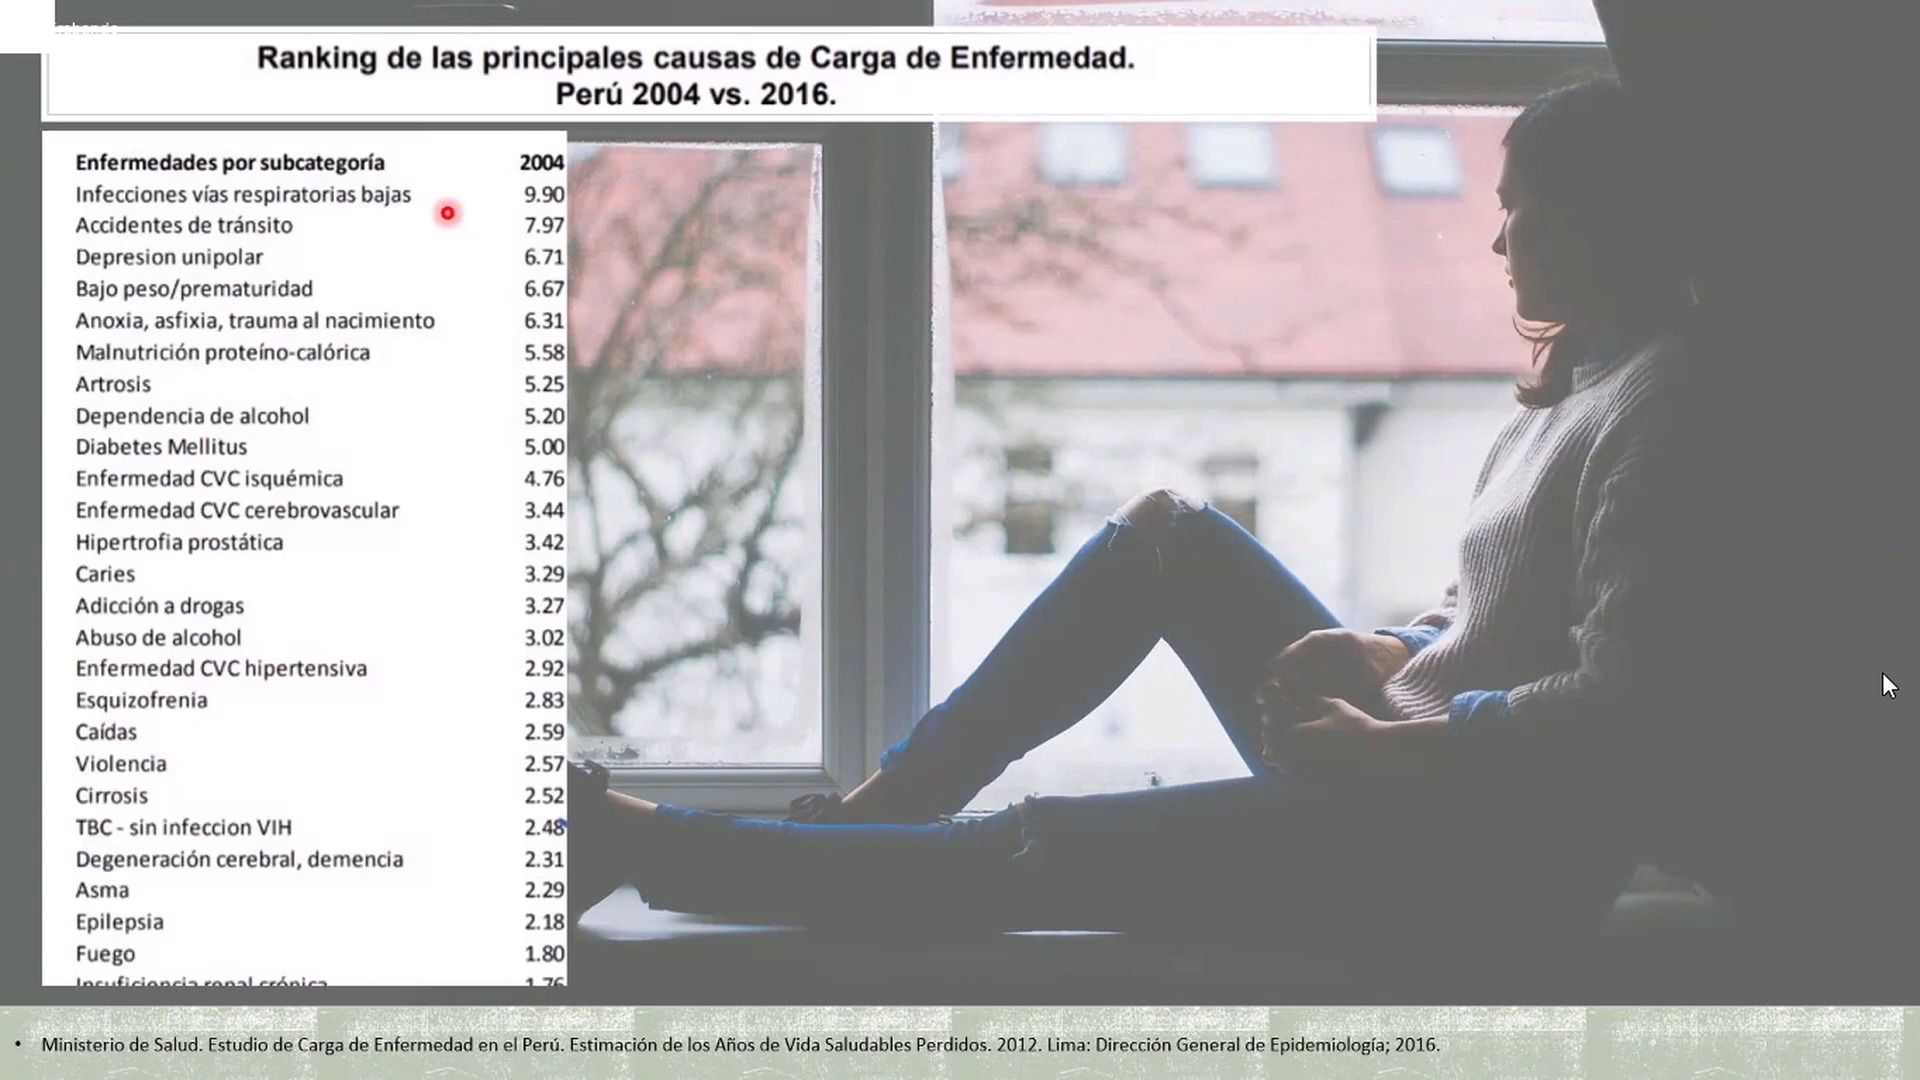 Ranking de las principales causas de Carga de Enfermedad.
Perú 2004 vs. 2016.
Enfermedades por subcategoría 2004
Infecciones vías respiratorias bajas 9.90
Accidentes de tránsito 7.97
Depresion unipolar 6.71
Bajo peso/prematuridad 6.67
Anoxia, asfixia, trauma al nacimiento 6.31
Malnutrición proteíno-calórica 5.58
Artrosis 5.25
Dependencia de alcohol 5.20
Diabetes Mellitus 5.00
Enfermedad CVC isquémica 4.76
Enfermedad CVC cerebrovascular 3.44
Hipertrofia prostática 3.42
Caries 3.29
Adicción a drogas 3.27
Abuso de alcohol 3.02
Enfermedad CVC hipertensiva 2.92
Esquizofrenia 2.83
Caídas 2.59
Violencia 2.57
Cirrosis 2.52
TBC - sin infeccion VIH 2.48
Degeneración cerebral, demencia 2.31
Asma 2.29
Epilepsia 2.18
Fuego 1.80
Insuficiencia renal crónica 1.76
• Ministerio de Salud. Estudio de Carga de Enfermedad en el Perú. Estimación de los Años de Vida Saludables Perdidos. 2012. Lima: Dirección General de Epidemiología; 2016.